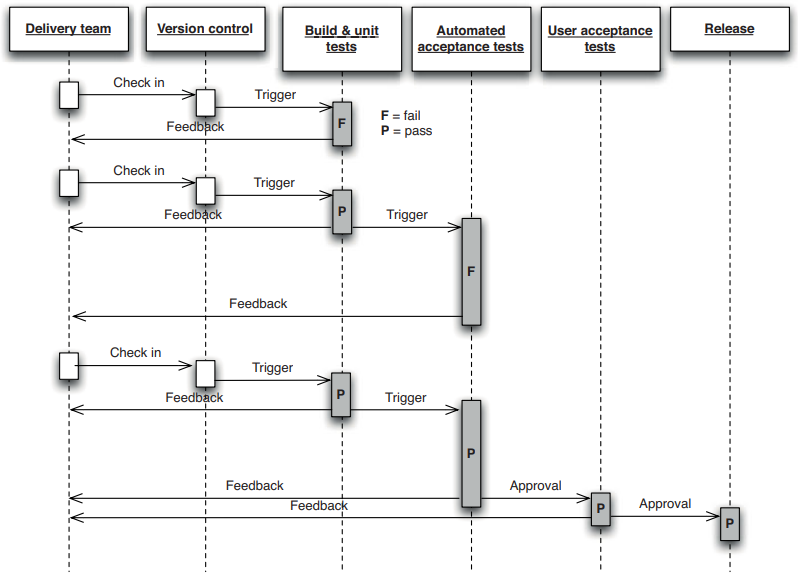 Delivery team
Version control
Build & unit
tests
Automated
acceptance tests
User acceptance
tests
Release
Check in
Trigger
F
F = fail
P = pass
Feedback
Check in
Trigger
P
Feedback
Trigger
F
Feedback
Check in
Trigger
P
Feedback
Trigger
P
Feedback
Approval
P
Feedback
Approval
P